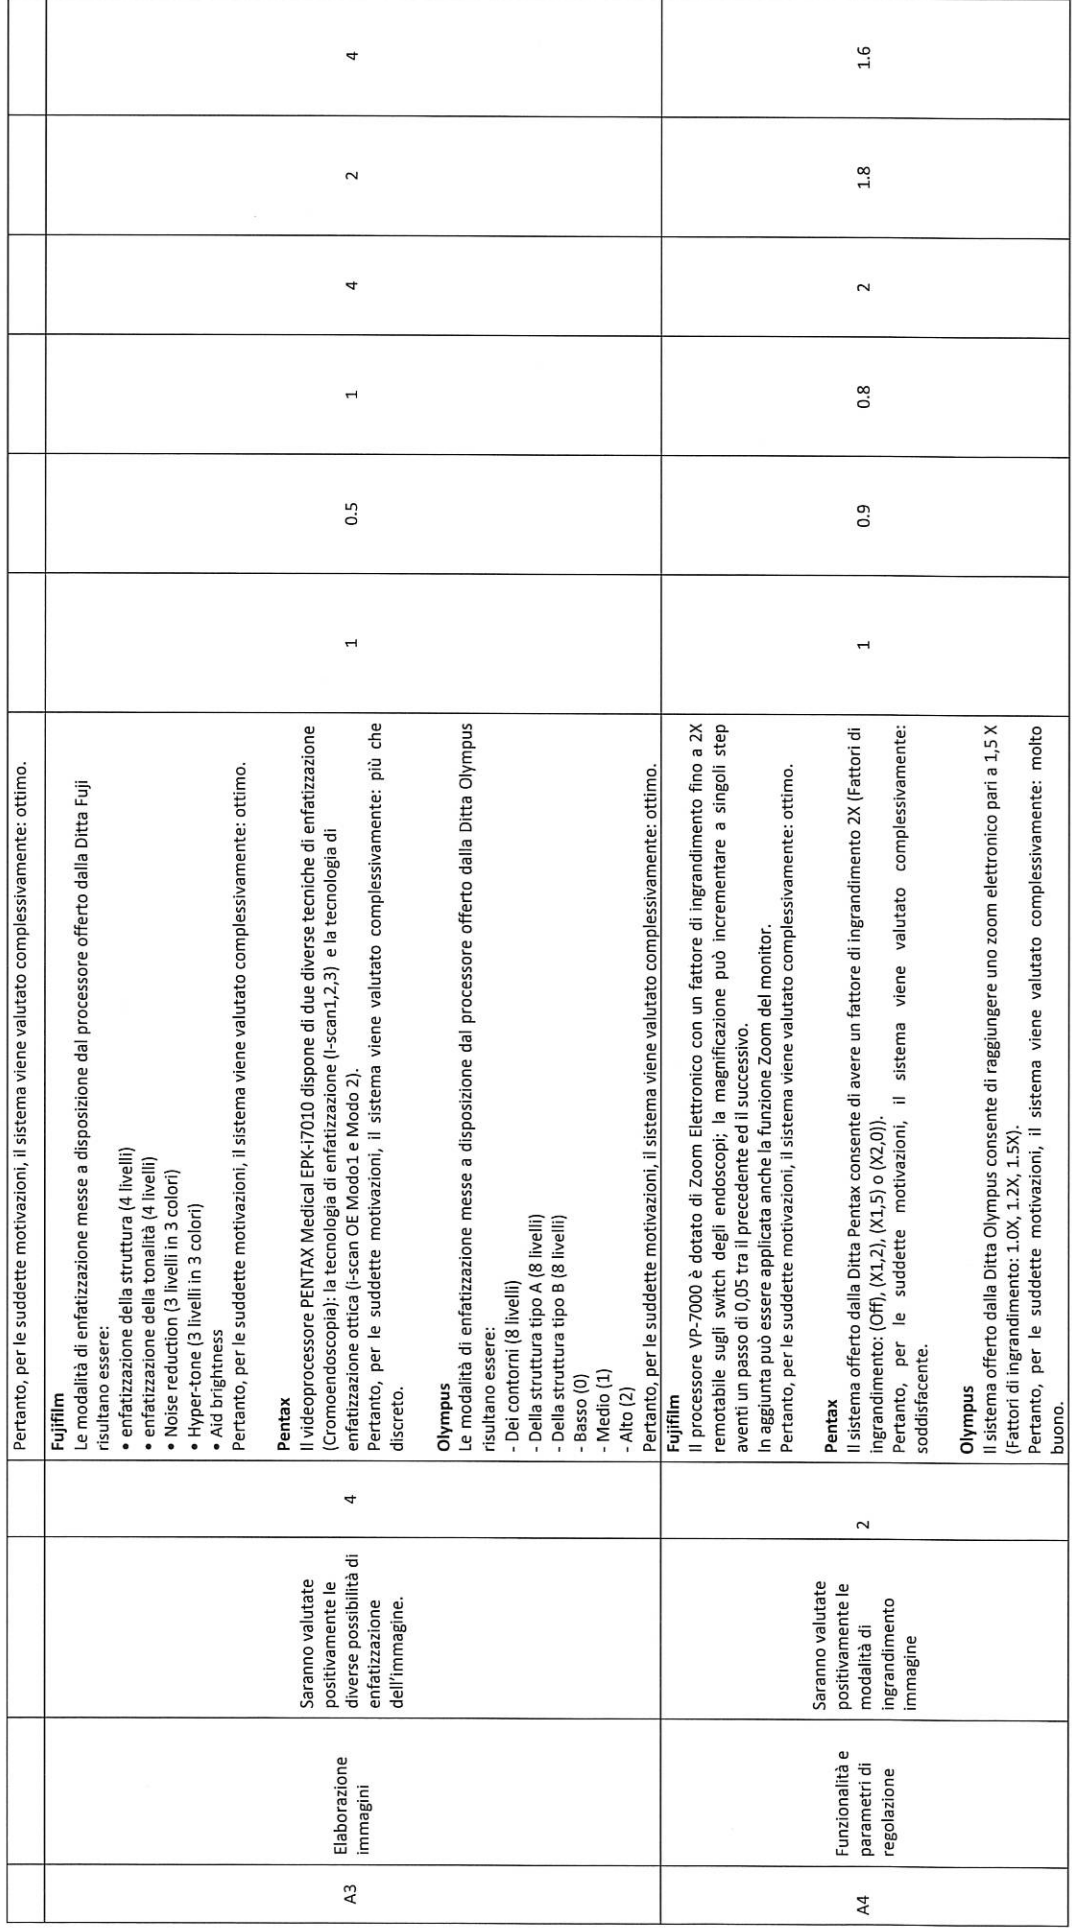 Pertanto, per le suddette motivazioni, il sistema viene valutato complessivamente: ottimo.
A3
Elaborazione
immagini
Saranno valutate
positivamente le
diverse possibilità di
enfatizzazione
dell'immagine.
4
Fujifilm
Le modalità di enfatizzazione messe a disposizione dal processore offerto dalla Ditta Fuji
risultano essere:
• enfatizzazione della struttura (4 livelli)
• enfatizzazione della tonalità (4 livelli)
• Noise reduction (3 livelli in 3 colori)
• Hyper-tone (3 livelli in 3 colori)
• Aid brightness
Pertanto, per le suddette motivazioni, il sistema viene valutato complessivamente: ottimo.
Pentax
Il videoprocessore PENTAX Medical EPK-i7010 dispone di due diverse tecniche di enfatizzazione
(Cromoendoscopia): la tecnologia di enfatizzazione (I-scan1,2,3) e la tecnologia di
enfatizzazione ottica (i-scan OE Modo1 e Modo 2).
Pertanto, per le suddette motivazioni, il sistema viene valutato complessivamente: più che
discreto.
Olympus
Le modalità di enfatizzazione messe a disposizione dal processore offerto dalla Ditta Olympus
risultano essere:
- Dei contorni (8 livelli)
- Della struttura tipo A (8 livelli)
- Della struttura tipo B (8 livelli)
- Basso (0)
- Medio (1)
- Alto (2)
Pertanto, per le suddette motivazioni, il sistema viene valutato complessivamente: ottimo.
1
0.5
1
4
2
4
A4
Funzionalità e
parametri di
regolazione
Saranno valutate
positivamente le
modalità di
ingrandimento
immagine
2
Fujifilm
Il processore VP-7000 è dotato di Zoom Elettronico con un fattore di ingrandimento fino a 2X
remotabile sugli switch degli endoscopi; la magnificazione può incrementare a singoli step
aventi un passo di 0,05 tra il precedente ed il successivo.
In aggiunta può essere applicata anche la funzione Zoom del monitor.
Pertanto, per le suddette motivazioni, il sistema viene valutato complessivamente: ottimo.
Pentax
Il sistema offerto dalla Ditta Pentax consente di avere un fattore di ingrandimento 2X (Fattori di
ingrandimento: (Off), (X1,2), (X1,5) o (X2,0)).
Pertanto, per le suddette motivazioni, il sistema viene valutato complessivamente:
soddisfacente.
Olympus
Il sistema offerto dalla Ditta Olympus consente di raggiungere uno zoom elettronico pari a 1,5 X
(Fattori di ingrandimento: 1.0X, 1.2X, 1.5X).
Pertanto, per le suddette motivazioni, il sistema viene valutato complessivamente: molto
buono.
1
0.9
0.8
2
1.8
1.6